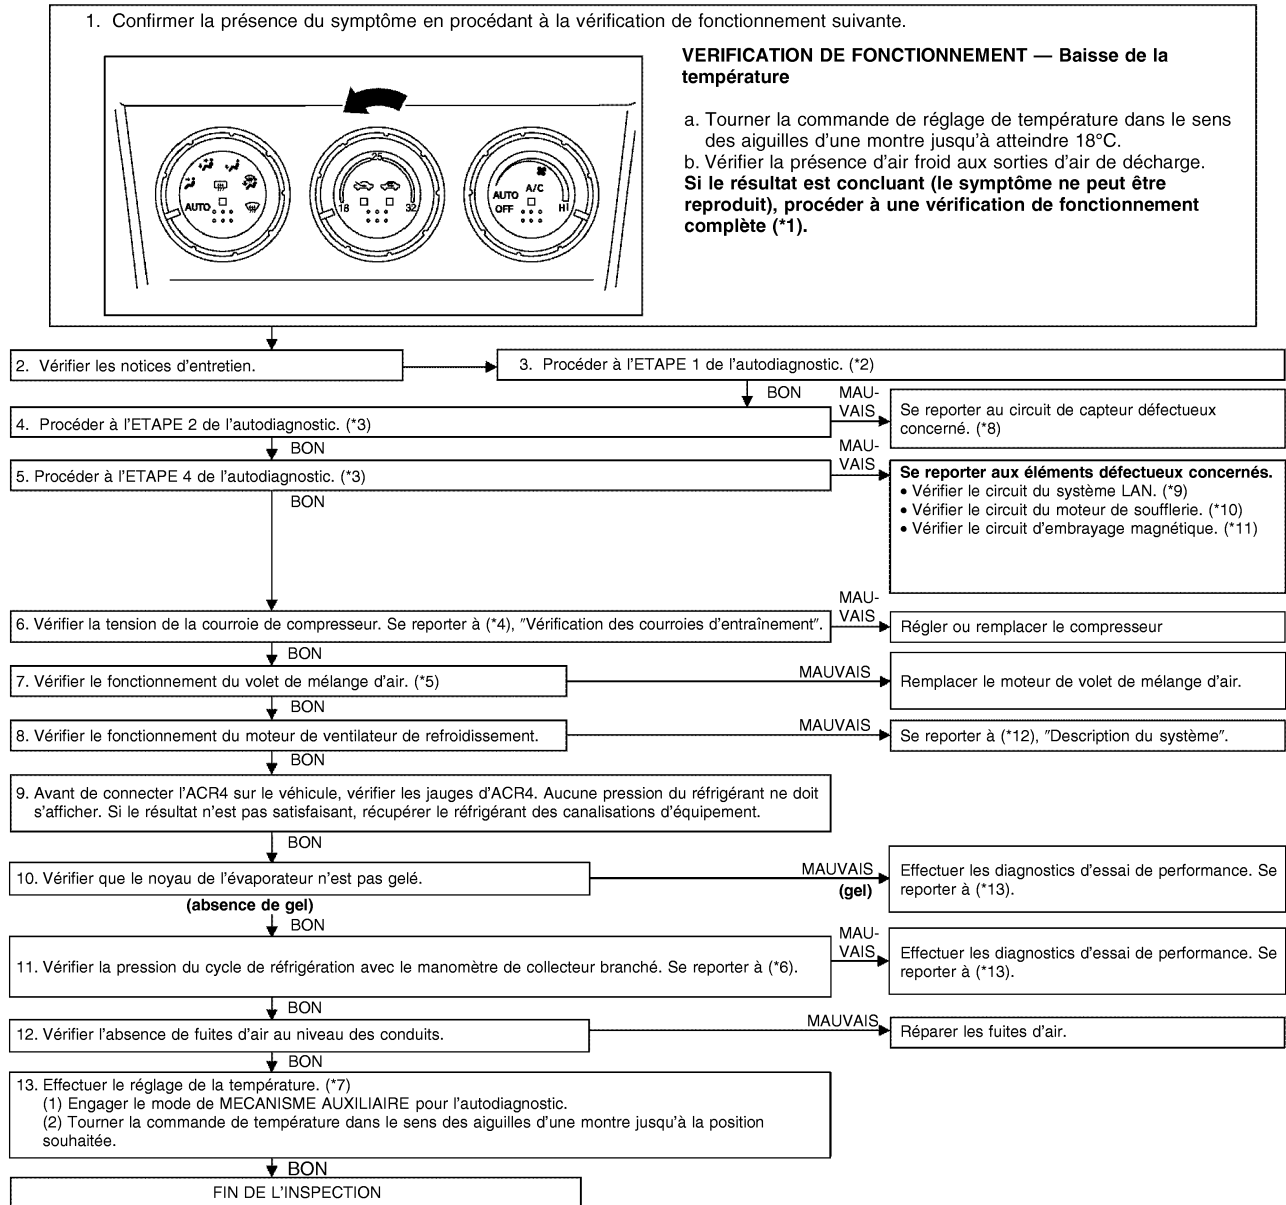 1. Confirmer la présence du symptôme en procédant à la vérification de fonctionnement suivante.
VERIFICATION DE FONCTIONNEMENT — Baisse de la
température
a. Tourner la commande de réglage de température dans le sens
des aiguilles d'une montre jusqu'à atteindre 18°C.
b. Vérifier la présence d'air froid aux sorties d'air de décharge.
Si le résultat est concluant (le symptôme ne peut être
reproduit), procéder à une vérification de fonctionnement
complète (*1).
AUTO
25
18
32
A/C
AUTO
OFF
HI
2. Vérifier les notices d'entretien.
3. Procéder à l'ETAPE 1 de l'autodiagnostic. (*2)
BON
MAU-
VAIS
4. Procéder à l'ETAPE 2 de l'autodiagnostic. (*3)
Se reporter au circuit de capteur défectueux
concerné. (*8)
BON
MAU-
VAIS
5. Procéder à l'ETAPE 4 de l'autodiagnostic. (*3)
Se reporter aux éléments défectueux concernés.
• Vérifier le circuit du système LAN. (*9)
• Vérifier le circuit du moteur de soufflerie. (*10)
• Vérifier le circuit d'embrayage magnétique. (*11)
BON
MAU-
VAIS
6. Vérifier la tension de la courroie de compresseur. Se reporter à (*4), "Vérification des courroies d'entraînement".
Régler ou remplacer le compresseur
BON
7. Vérifier le fonctionnement du volet de mélange d'air. (*5)
MAUVAIS
Remplacer le moteur de volet de mélange d'air.
BON
8. Vérifier le fonctionnement du moteur de ventilateur de refroidissement.
MAUVAIS
Se reporter à (*12), "Description du système".
BON
9. Avant de connecter l'ACR4 sur le véhicule, vérifier les jauges d'ACR4. Aucune pression du réfrigérant ne doit
s'afficher. Si le résultat n'est pas satisfaisant, récupérer le réfrigérant des canalisations d'équipement.
BON
10. Vérifier que le noyau de l'évaporateur n'est pas gelé.
MAUVAIS
(gel)
Effectuer les diagnostics d'essai de performance. Se
reporter à (*13).
(absence de gel)
BON
MAU-
VAIS
11. Vérifier la pression du cycle de réfrigération avec le manomètre de collecteur branché. Se reporter à (*6).
Effectuer les diagnostics d'essai de performance. Se
reporter à (*13).
BON
12. Vérifier l'absence de fuites d'air au niveau des conduits.
MAUVAIS
Réparer les fuites d'air.
BON
13. Effectuer le réglage de la température. (*7)
(1) Engager le mode de MECANISME AUXILIAIRE pour l'autodiagnostic.
(2) Tourner la commande de température dans le sens des aiguilles d'une montre jusqu'à la position
souhaitée.
BON
FIN DE L'INSPECTION